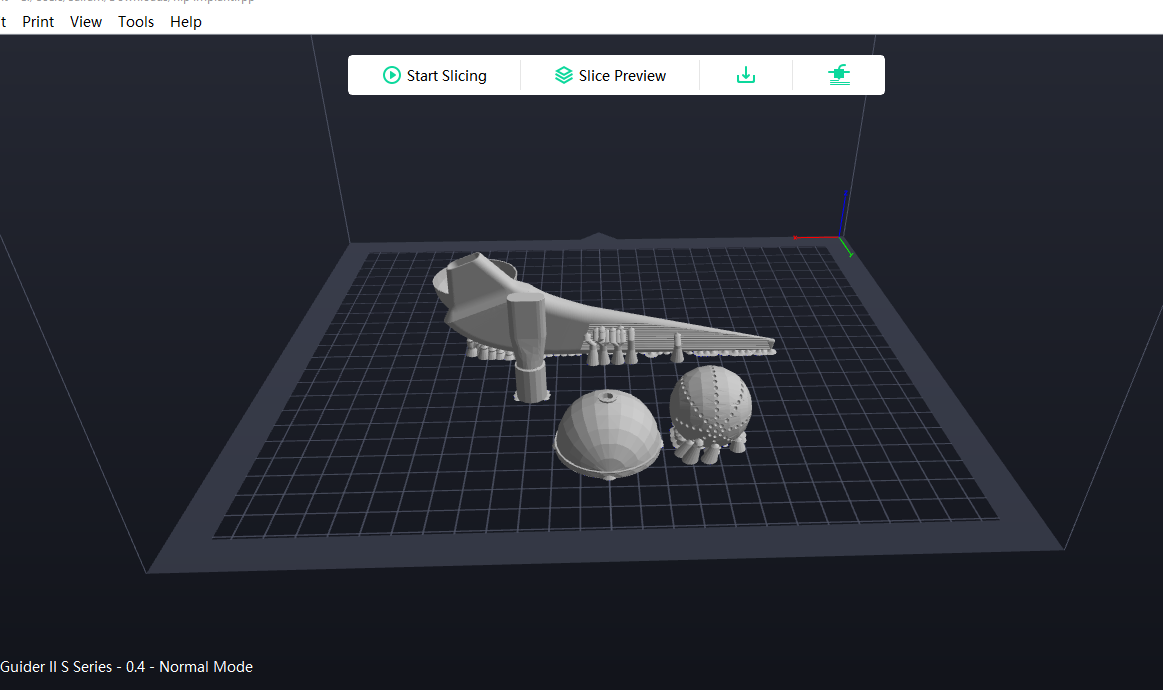 t Print View Tools Help
Start Slicing Slice Preview
Guider II S Series - 0.4 - Normal Mode